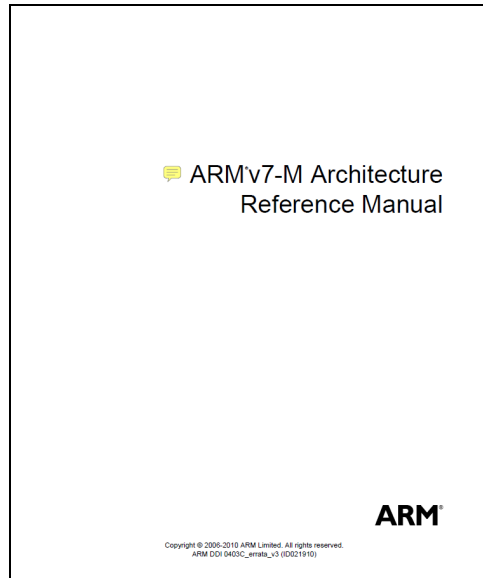 ARM®v7-M Architecture
Reference Manual
ARM®
Copyright © 2006-2010 ARM Limited. All rights reserved.
ARM DDI 0403C_errata_v3 (ID021910)